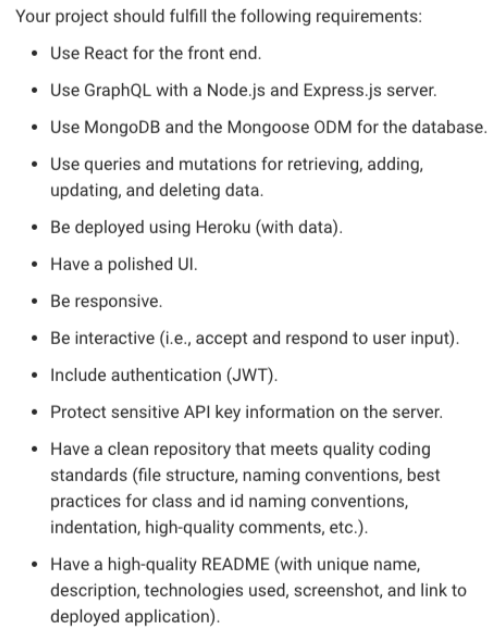 Your project should fulfill the following requirements:
• Use React for the front end.
• Use GraphQL with a Node.js and Express.js server.
• Use MongoDB and the Mongoose ODM for the database.
• Use queries and mutations for retrieving, adding,
updating, and deleting data.
• Be deployed using Heroku (with data).
• Have a polished UI.
• Be responsive.
• Be interactive (i.e., accept and respond to user input).
• Include authentication (JWT).
• Protect sensitive API key information on the server.
• Have a clean repository that meets quality coding
standards (file structure, naming conventions, best
practices for class and id naming conventions,
indentation, high-quality comments, etc.).
• Have a high-quality README (with unique name,
description, technologies used, screenshot, and link to
deployed application).